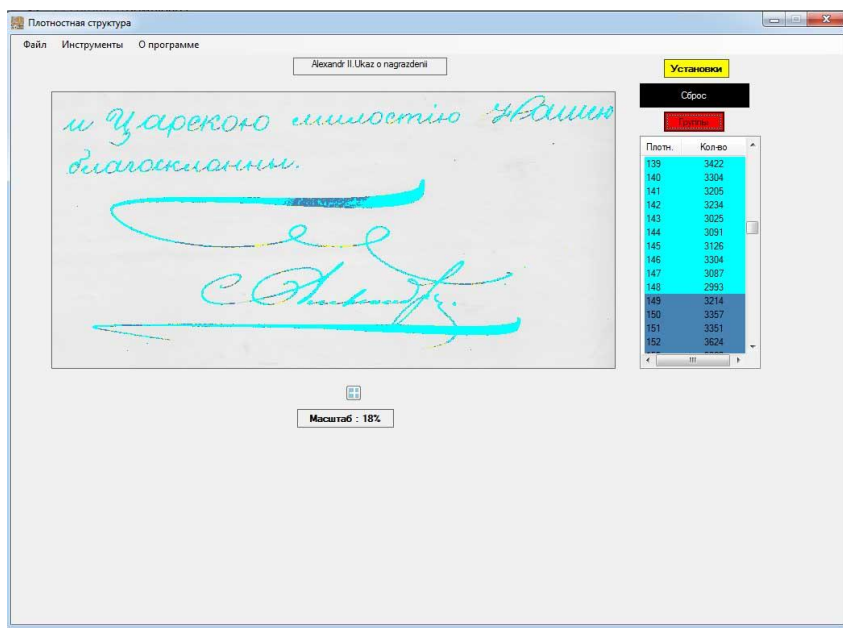 Плотностная структура
Файл Инструменты О программе
Alexandr II.Ukaz o nagrazdenii
Установки
Сброс
Группы
и Царскою милостію
благосклонны.
Плотн. Кол-во
139 3422
140 3304
141 3205
142 3234
143 3025
144 3091
145 3126
146 3304
147 3087
148 2993
149 3214
150 3357
151 3351
152 3624
Масштаб : 18%